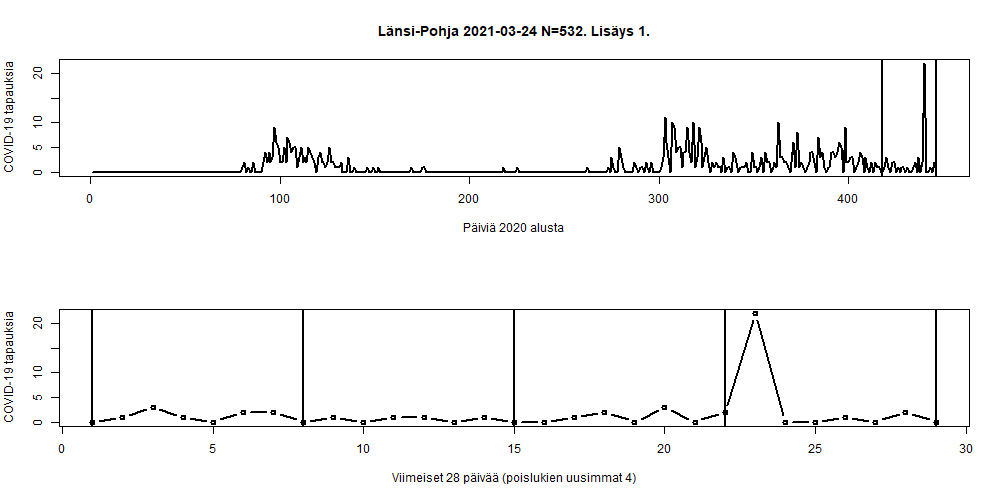 Länsi-Pohja 2021-03-24 N=532. Lisäys 1.
COVID-19 tapauksia
20
10
5
0
0 100 200 300 400
Päiviä 2020 alusta
COVID-19 tapauksia
20
10
5
0
0 5 10 15 20 25 30
Viimeiset 28 päivää (poislukien uusimmat 4)